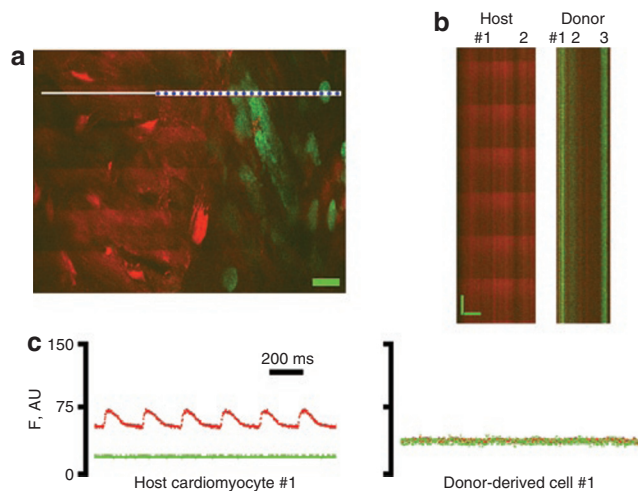 a
b
Host Donor
#1 2 #1 2 3
c
150
75
0
F, AU
200 ms
Host cardiomyocyte #1
Donor-derived cell #1